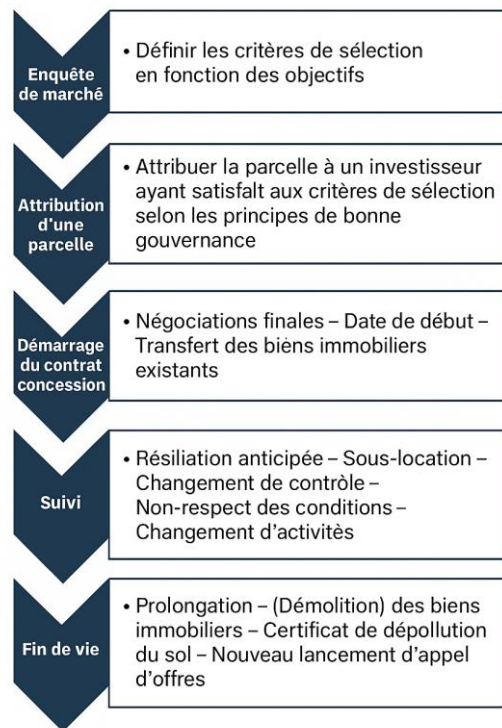 Enquête
de marché
• Définir les critères de sélection
en fonction des objectifs
Attribution
d'une
parcelle
• Attribuer la parcelle à un investisseur
ayant satisfalt aux critères de sélection
selon les principes de bonne
gouvernance
Démarrage
du contrat
concession
• Négociations finales – Date de début –
Transfert des biens immobiliers
existants
Suivi
• Résiliation anticipée – Sous-location –
Changement de contrôle –
Non-respect des conditions –
Changement d'activitès
Fin de vie
• Prolongation – (Démolition) des biens
immobiliers – Certificat de dépollution
du sol – Nouveau lancement d'appel
d'offres